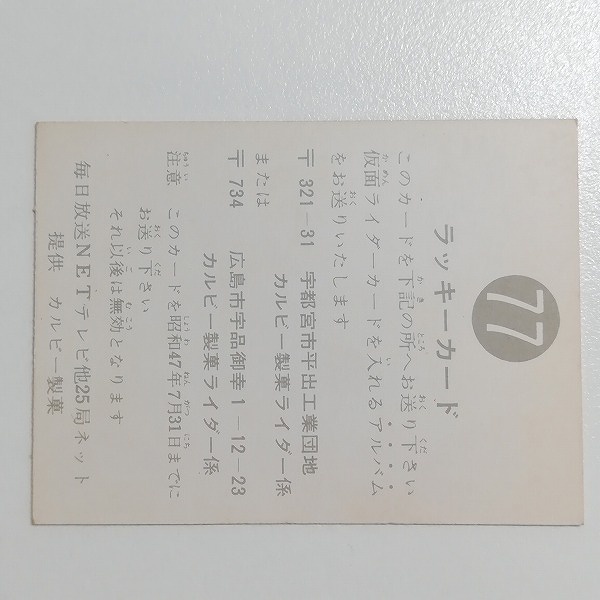 77
ラッキーカード
このカードを下記の所へお送り下さい
仮面ライダーカードを入れるアルバム
をお送りいたします
〒321-31 宇都宮市平出工業団地
カルビー製菓ライダー係
または
〒734 広島市宇品御幸1-12-23
カルビー製菓ライダー係
注意 このカードを昭和47年7月31日までに
お送り下さい
それ以後は無効となります
毎日放送NETテレビ他25局ネット
提供 カルビー製菓